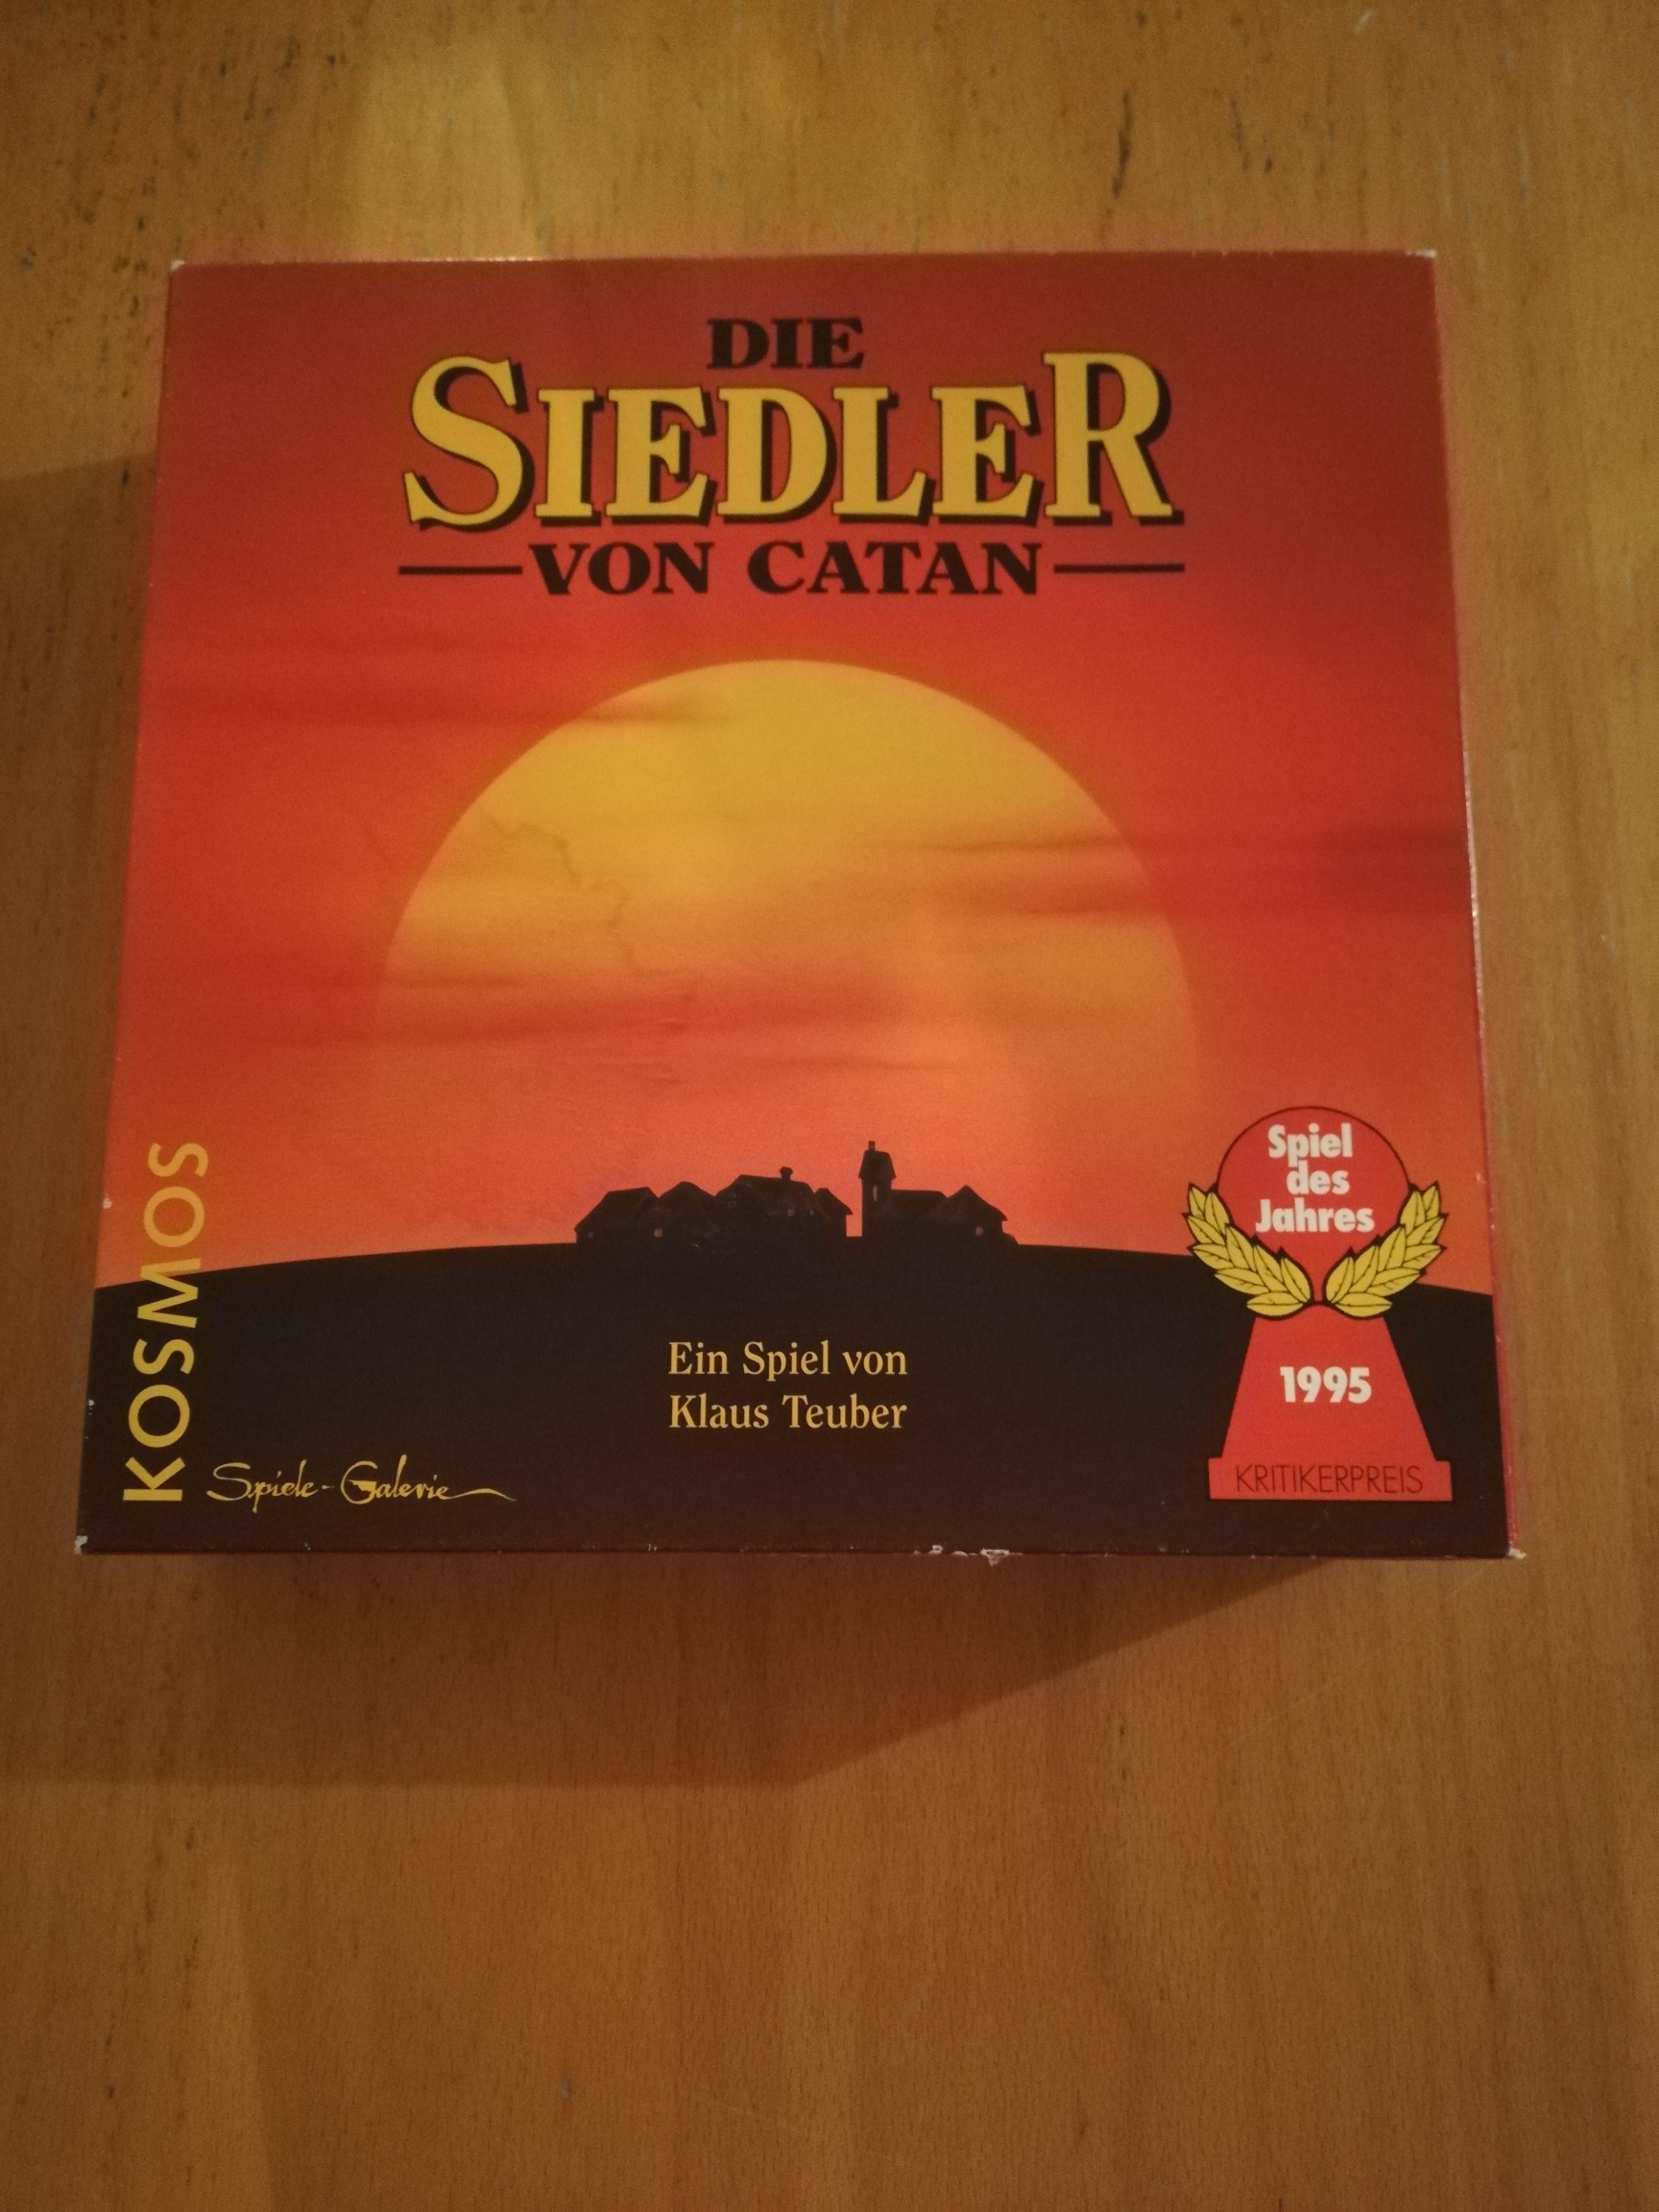 DIE
SIEDLER
VON CATAN
KOSMOS
Spiele-Galerie
Ein Spiel von
Klaus Teuber
Spiel
des
Jahres
1995
KRITIKERPREIS